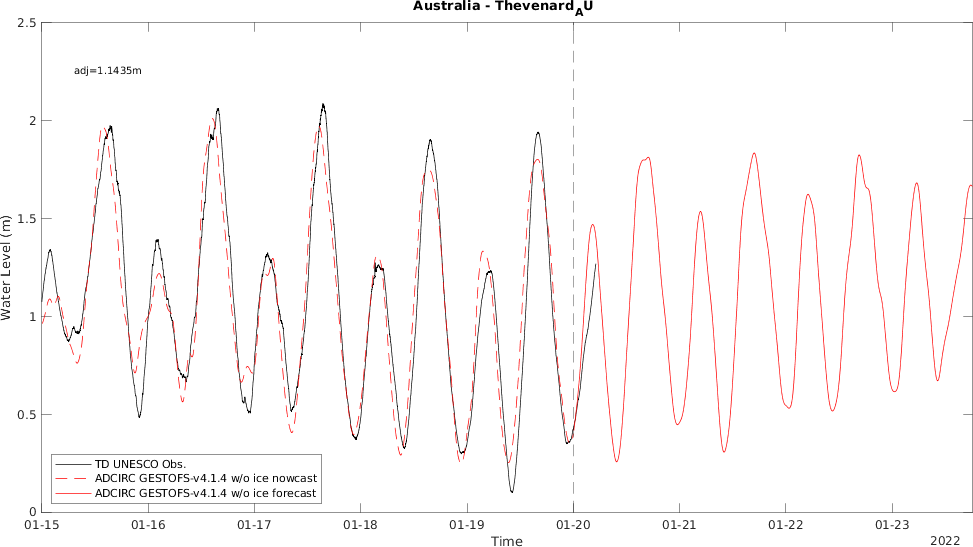 Australia - Thevenard_AU
2.5
adj=1.1435m
2
1.5
Water Level (m)
1
0.5
TD UNESCO Obs.
ADCIRC GESTOFS-v4.1.4 w/o ice nowcast
ADCIRC GESTOFS-v4.1.4 w/o ice forecast
0
01-15 01-16 01-17 01-18 01-19 01-20 01-21 01-22 01-23
Time
2022